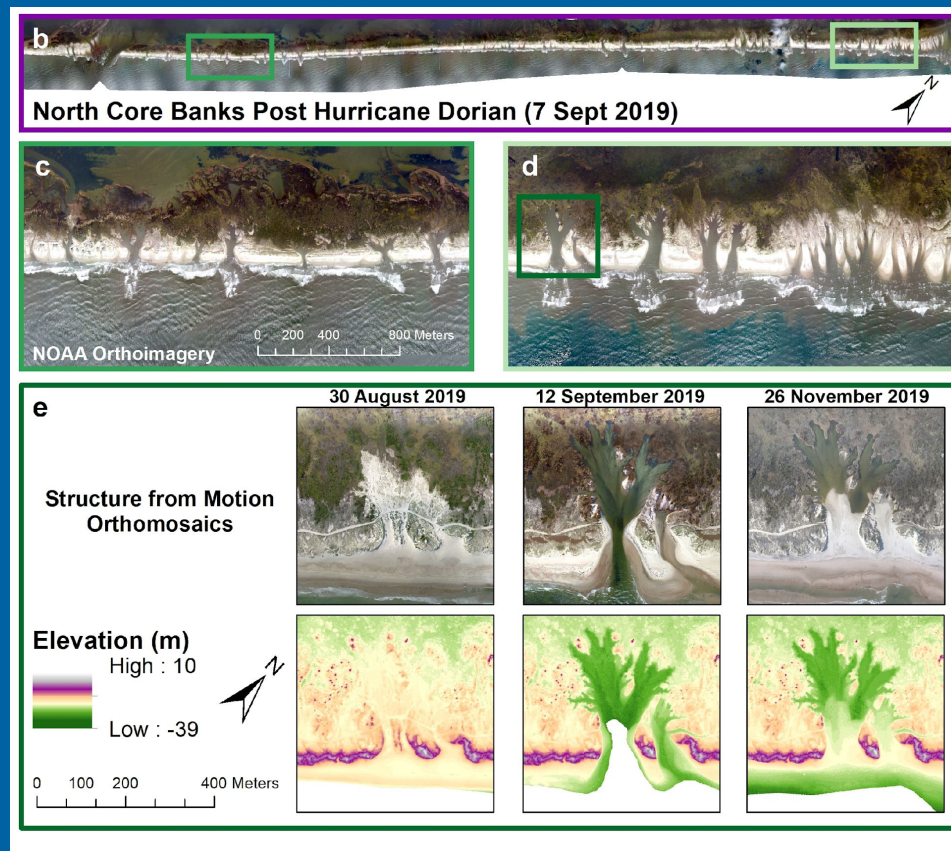 b
N
North Core Banks Post Hurricane Dorian (7 Sept 2019)
c
d
0 200 400 800 Meters
NOAA Orthoimagery
e
30 August 2019
12 September 2019
26 November 2019
Structure from Motion
Orthomosaics
Elevation (m)
High : 10
N
Low : -39
0 100 200 400 Meters